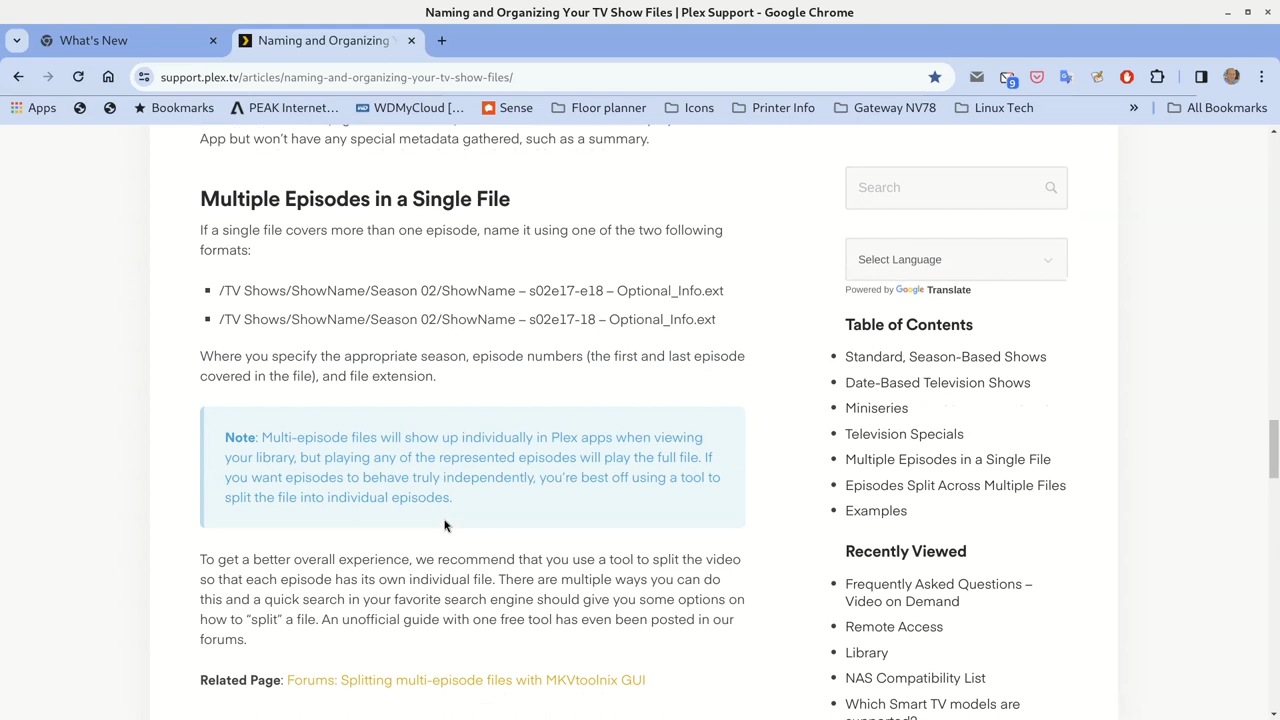 Naming and Organizing Your TV Show Files | Plex Support - Google Chrome
What's New
Naming and Organizing
support.plex.tv/articles/naming-and-organizing-your-tv-show-files/
9
Apps
Bookmarks
PEAK Internet...
WDMyCloud [...
Sense
Floor planner
Icons
Printer Info
Gateway NV78
Linux Tech
All Bookmarks
App but won't have any special metadata gathered, such as a summary.
Multiple Episodes in a Single File
If a single file covers more than one episode, name it using one of the two following
formats:
/TV Shows/ShowName/Season 02/ShowName – s02e17-e18 – Optional_Info.ext
/TV Shows/ShowName/Season 02/ShowName – s02e17-18 – Optional_Info.ext
Where you specify the appropriate season, episode numbers (the first and last episode
covered in the file), and file extension.
Note: Multi-episode files will show up individually in Plex apps when viewing
your library, but playing any of the represented episodes will play the full file. If
you want episodes to behave truly independently, you're best off using a tool to
split the file into individual episodes.
To get a better overall experience, we recommend that you use a tool to split the video
so that each episode has its own individual file. There are multiple ways you can do
this and a quick search in your favorite search engine should give you some options on
how to “split” a file. An unofficial guide with one free tool has even been posted in our
forums.
Related Page: Forums: Splitting multi-episode files with MKVtoolnix GUI
Search
Select Language
Powered by Google Translate
Table of Contents
Standard, Season-Based Shows
Date-Based Television Shows
Miniseries
Television Specials
Multiple Episodes in a Single File
Episodes Split Across Multiple Files
Examples
Recently Viewed
Frequently Asked Questions –
Video on Demand
Remote Access
Library
NAS Compatibility List
Which Smart TV models are
supported?